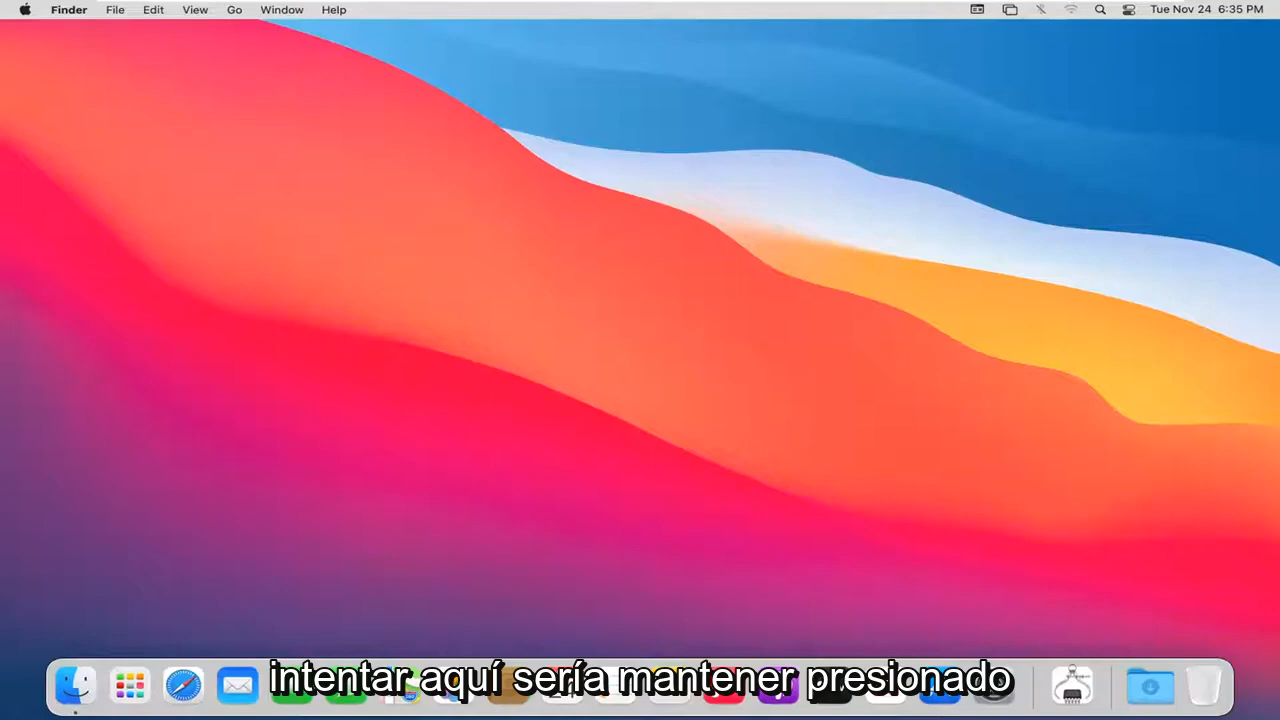 Finder File Edit View Go Window Help Tue Nov 24 6:35 PM
intentar aquí sería mantener presionado